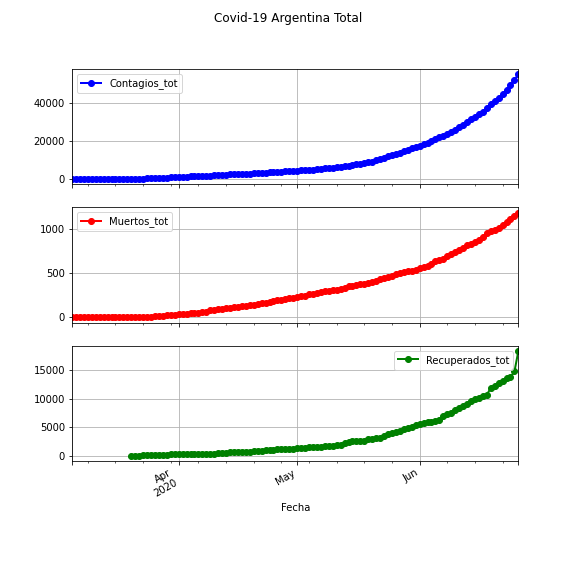 Covid-19 Argentina Total
Contagios_tot
40000
20000
0
Muertos_tot
1000
500
0
Recuperados_tot
15000
10000
5000
0
Apr
2020
May
Jun
Fecha